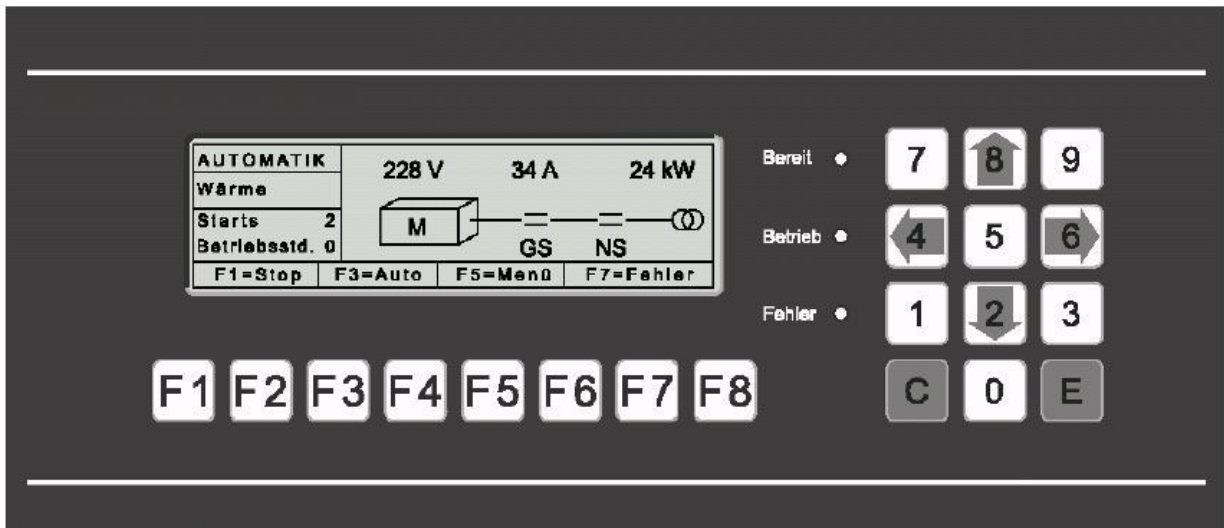 AUTOMATIK
Wärme
Starts 2
Betriebsstd. 0
228 V 34 A 24 kW
M
GS NS
F1=Stop F3=Auto F5=Menü F7=Fehler
Bereit
Betrieb
Fehler
7 8 9
4 5 6
1 2 3
C 0 E
F1 F2 F3 F4 F5 F6 F7 F8